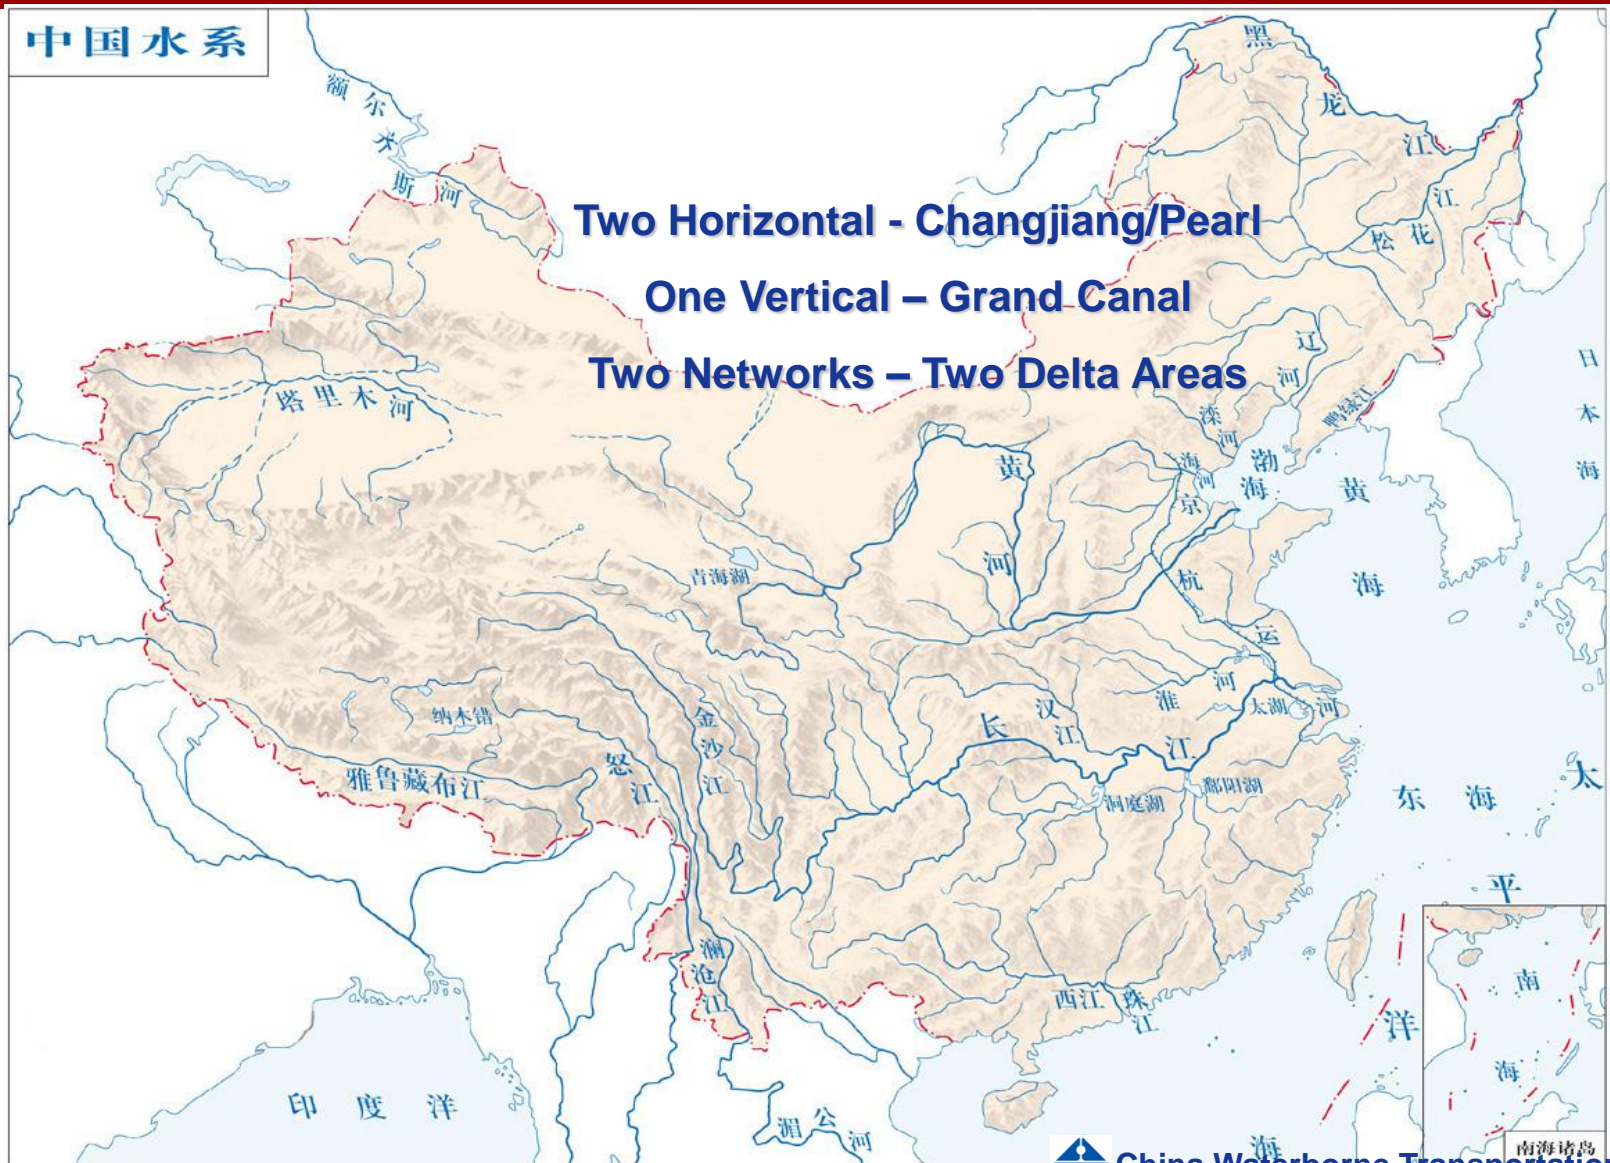 中国水系
额尔齐斯河
黑龙江
松花江
Two Horizontal - Changjiang/Pearl
One Vertical – Grand Canal
Two Networks – Two Delta Areas
塔里木河
辽河
滦河
鸭绿江
日本海
海河
渤海
黄海
黄河
京杭运河
青海湖
纳木错
雅鲁藏布江
怒江
金沙江
长江
汉江
淮河
太湖
洞庭湖
鄱阳湖
东海
太平洋
澜沧江
西江
珠江
印度洋
湄公河
南海
海
南海诸岛
China Waterborne Transportation